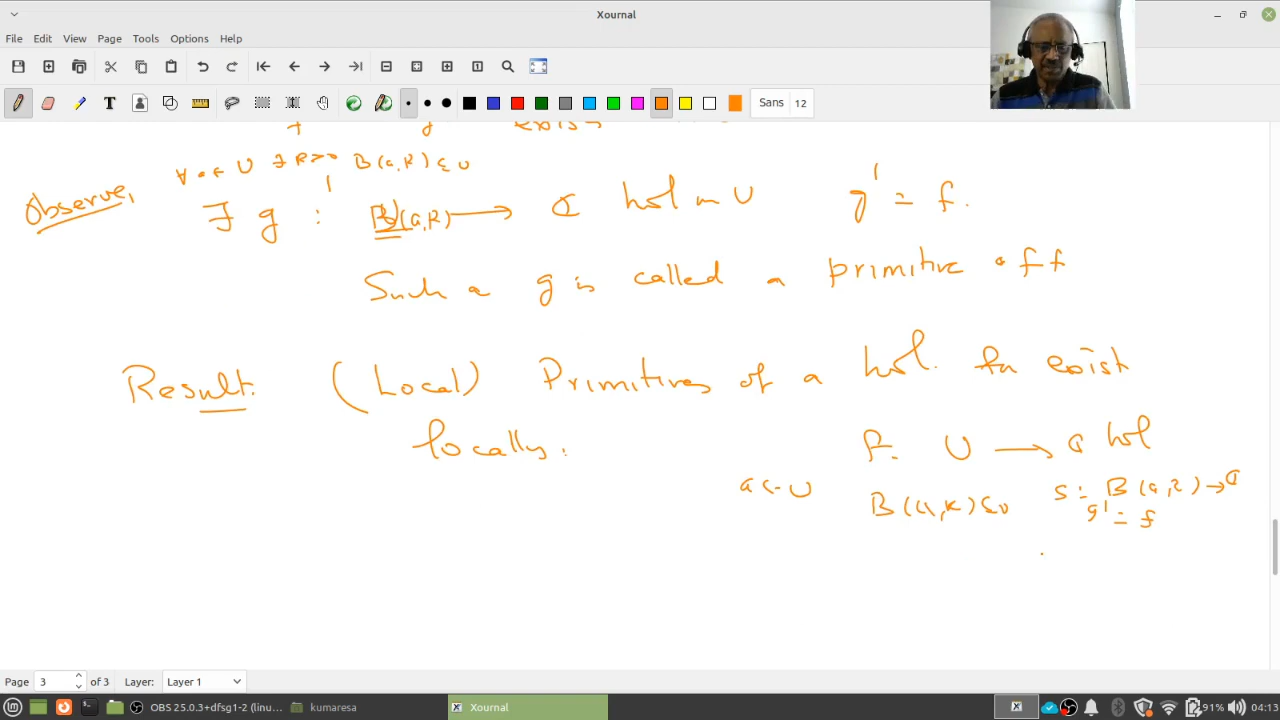 Xournal
File Edit View Page Tools Options Help
Sans 12
exists
∀ a ∈ U ∃ R>0 B(a,R) ⊆ U
Observe, ∃ g : B(a,R) → ℂ hol in U g' = f.
Such a g is called a primitive of f
Result. (Local) Primitives of a hol. fn exist
locally.
f: U → ℂ hol
a ∈ U B(a,R) ⊆ U g: B(a,R) → ℂ
g' = f
Page 3 of 3 Layer: Layer 1
OBS 25.0.3+dfsg1-2 (linu... kumaresa Xournal 91% 04:13